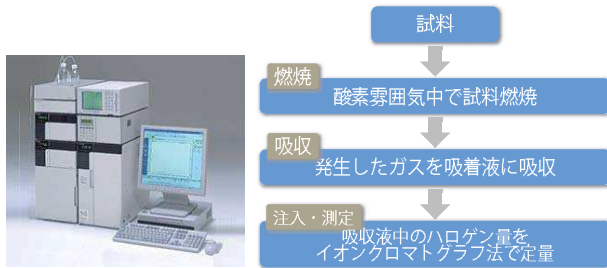 試料
燃焼
酸素雰囲気中で試料燃焼
吸収
発生したガスを吸着液に吸収
注入・測定
吸収液中のハロゲン量を
イオンクロマトグラフ法で定量